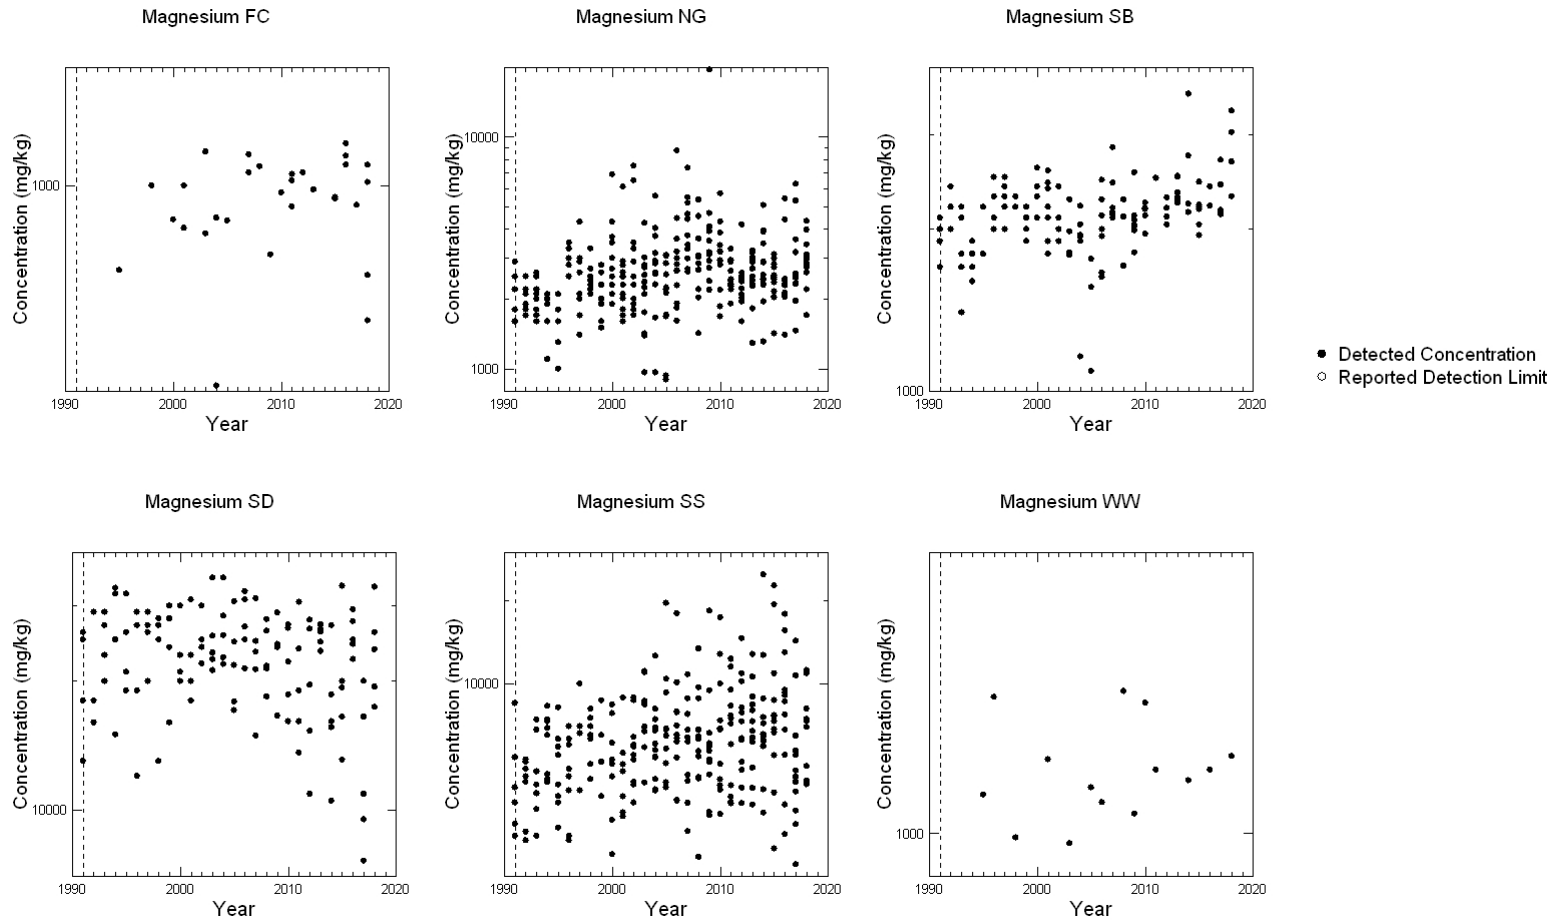 Magnesium FC
Magnesium NG
Magnesium SB
Concentration (mg/kg)
1000
1990
2000
2010
2020
Year
Concentration (mg/kg)
10000
1000
1990
2000
2010
2020
Year
Concentration (mg/kg)
1000
1990
2000
2010
2020
Year
Detected Concentration
Reported Detection Limit
Magnesium SD
Magnesium SS
Magnesium WW
Concentration (mg/kg)
10000
1990
2000
2010
2020
Year
Concentration (mg/kg)
10000
1990
2000
2010
2020
Year
Concentration (mg/kg)
1000
1990
2000
2010
2020
Year